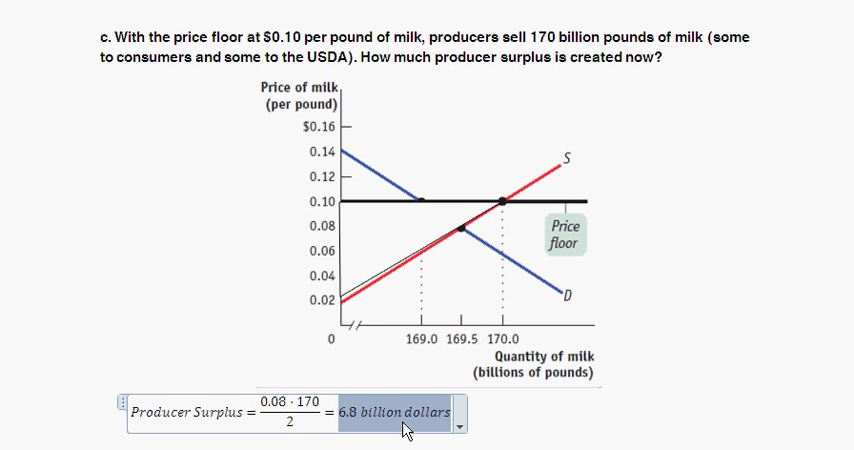 c. With the price floor at $0.10 per pound of milk, producers sell 170 billion pounds of milk (some
to consumers and some to the USDA). How much producer surplus is created now?
Price of milk
(per pound)
$0.16
0.14
0.12
0.10
0.08
0.06
0.04
0.02
0
S
Price
floor
D
169.0 169.5 170.0
Quantity of milk
(billions of pounds)
Producer Surplus = 0.08 · 170 / 2 = 6.8 billion dollars